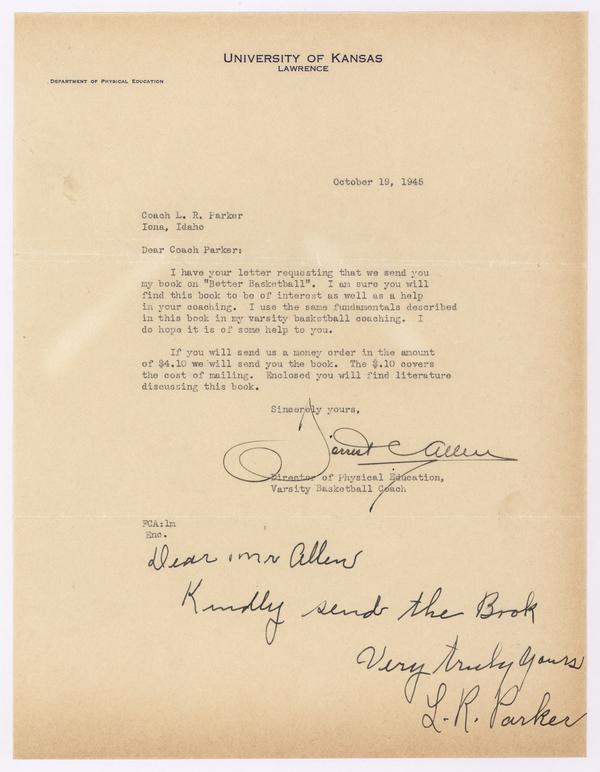 UNIVERSITY OF KANSAS
LAWRENCE
DEPARTMENT OF PHYSICAL EDUCATION
October 19, 1945
Coach L. R. Parker
Iona, Idaho
Dear Coach Parker:
I have your letter requesting that we send you
my book on "Better Basketball". I am sure you will
find this book to be of interest as well as a help
in your coaching. I use the same fundamentals described
in this book in my varsity basketball coaching. I
do hope it is of some help to you.
If you will send us a money order in the amount
of $4.10 we will send you the book. The $.10 covers
the cost of mailing. Enclosed you will find literature
discussing this book.
Sincerely yours,
Forrest C Allen
Director of Physical Education,
Varsity Basketball Coach
FCA:lm
Enc.
Dear Mr Allen
Kindly send the Book
Very truly yours
L. R. Parker